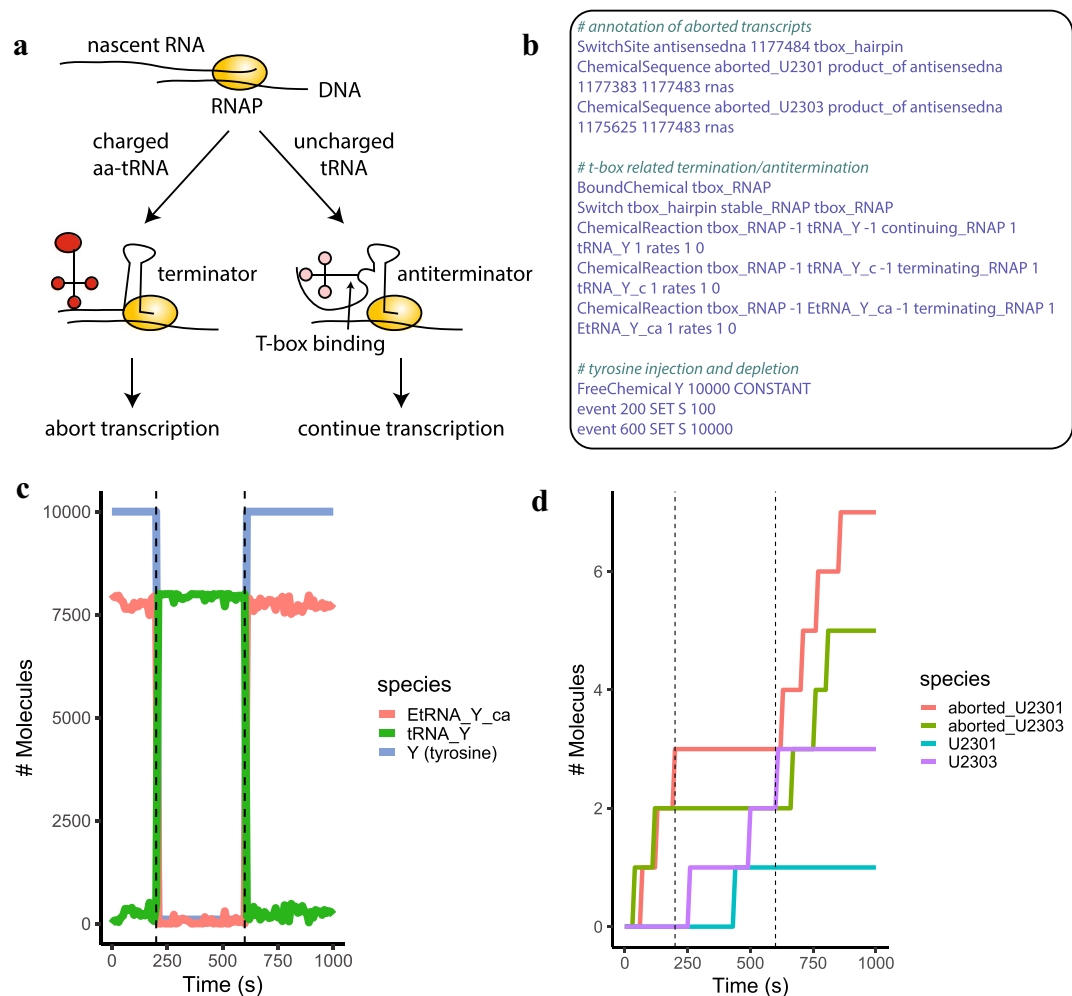 a
nascent RNA
DNA
RNAP
charged
aa-tRNA
uncharged
tRNA
terminator
antiterminator
T-box binding
abort transcription
continue transcription
b
# annotation of aborted transcripts
SwitchSite antisensedna 1177484 tbox_hairpin
ChemicalSequence aborted_U2301 product_of antisensedna
1177383 1177483 rnas
ChemicalSequence aborted_U2303 product_of antisensedna
1175625 1177483 rnas
# t-box related termination/antitermination
BoundChemical tbox_RNAP
Switch tbox_hairpin stable_RNAP tbox_RNAP
ChemicalReaction tbox_RNAP -1 tRNA_Y -1 continuing_RNAP 1
tRNA_Y 1 rates 1 0
ChemicalReaction tbox_RNAP -1 tRNA_Y_c -1 terminating_RNAP 1
tRNA_Y_c 1 rates 1 0
ChemicalReaction tbox_RNAP -1 EtRNA_Y_ca -1 terminating_RNAP 1
EtRNA_Y_ca 1 rates 1 0
# tyrosine injection and depletion
FreeChemical Y 10000 CONSTANT
event 200 SET S 100
event 600 SET S 10000
c
# Molecules
10000
7500
5000
2500
0
0 250 500 750 1000
Time (s)
species
EtRNA_Y_ca
tRNA_Y
Y (tyrosine)
d
# Molecules
6
4
2
0
0 250 500 750 1000
Time (s)
species
aborted_U2301
aborted_U2303
U2301
U2303